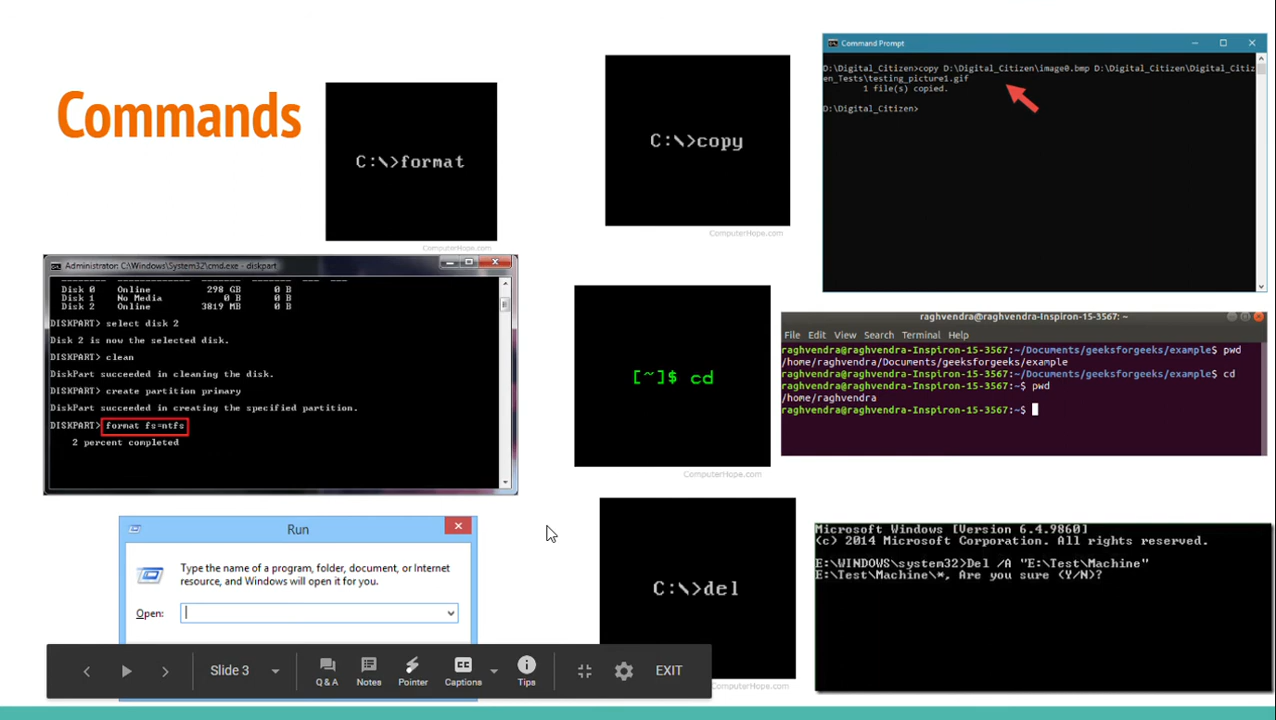 Commands
C:\>format
ComputerHope.com
C:\>copy
ComputerHope.com
Command Prompt
D:\Digital_Citizen>copy D:\Digital_Citizen\image0.bmp D:\Digital_Citizen\Digital_Citiz
en_Tests\testing_picture1.gif
1 file(s) copied.
D:\Digital_Citizen>
Administrator: C:\Windows\System32\cmd.exe - diskpart
Disk 0 Online 298 GB 0 B
Disk 1 No Media 0 B 0 B
Disk 2 Online 3819 MB 0 B
DISKPART> select disk 2
Disk 2 is now the selected disk.
DISKPART> clean
DiskPart succeeded in cleaning the disk.
DISKPART> create partition primary
DiskPart succeeded in creating the specified partition.
DISKPART> format fs=ntfs
2 percent completed
[~]$ cd
ComputerHope.com
raghvendra@raghvendra-Inspiron-15-3567: ~
File Edit View Search Terminal Help
raghvendra@raghvendra-Inspiron-15-3567:~/Documents/geeksforgeeks/example$ pwd
/home/raghvendra/Documents/geeksforgeeks/example
raghvendra@raghvendra-Inspiron-15-3567:~/Documents/geeksforgeeks/example$ cd
raghvendra@raghvendra-Inspiron-15-3567:~$ pwd
/home/raghvendra
raghvendra@raghvendra-Inspiron-15-3567:~$
Run
Type the name of a program, folder, document, or Internet
resource, and Windows will open it for you.
Open:
C:\>del
ComputerHope.com
Microsoft Windows [Version 6.4.9860]
(c) 2014 Microsoft Corporation. All rights reserved.
E:\WINDOWS\system32>Del /A "E:\Test\Machine"
E:\Test\Machine\*, Are you sure (Y/N)?
Slide 3
Q & A
Notes
Pointer
CC
Captions
Tips
EXIT